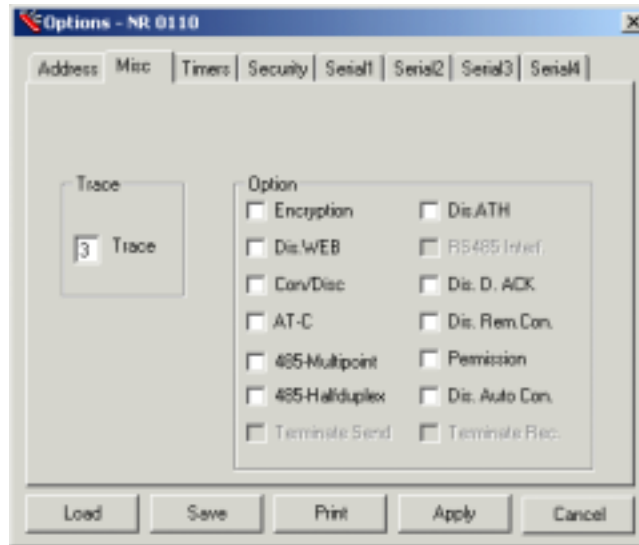 Options - NR 0110
Address Misc Timers Security Serial1 Serial2 Serial3 Serial4
Trace
3 Trace
Option
Encryption Dis.ATH
Dis.WEB RS485 Interf.
Con/Disc Dis. D. ACK
AT-C Dis. Rem.Con.
485-Multipoint Permission
485-Halfduplex Dis. Auto Con.
Terminate Send Terminate Rec.
Load Save Print Apply Cancel